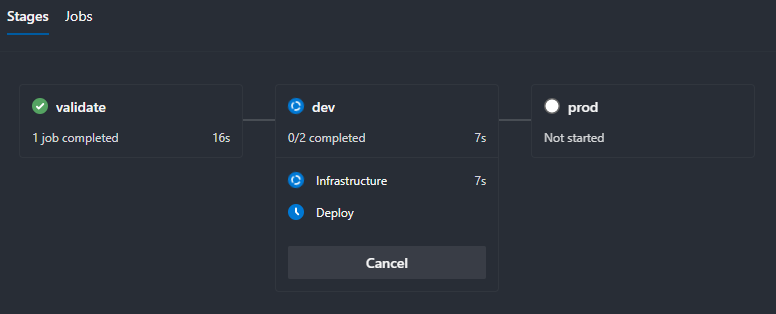 Stages Jobs
validate
1 job completed 16s
dev
0/2 completed 7s
Infrastructure 7s
Deploy
Cancel
prod
Not started